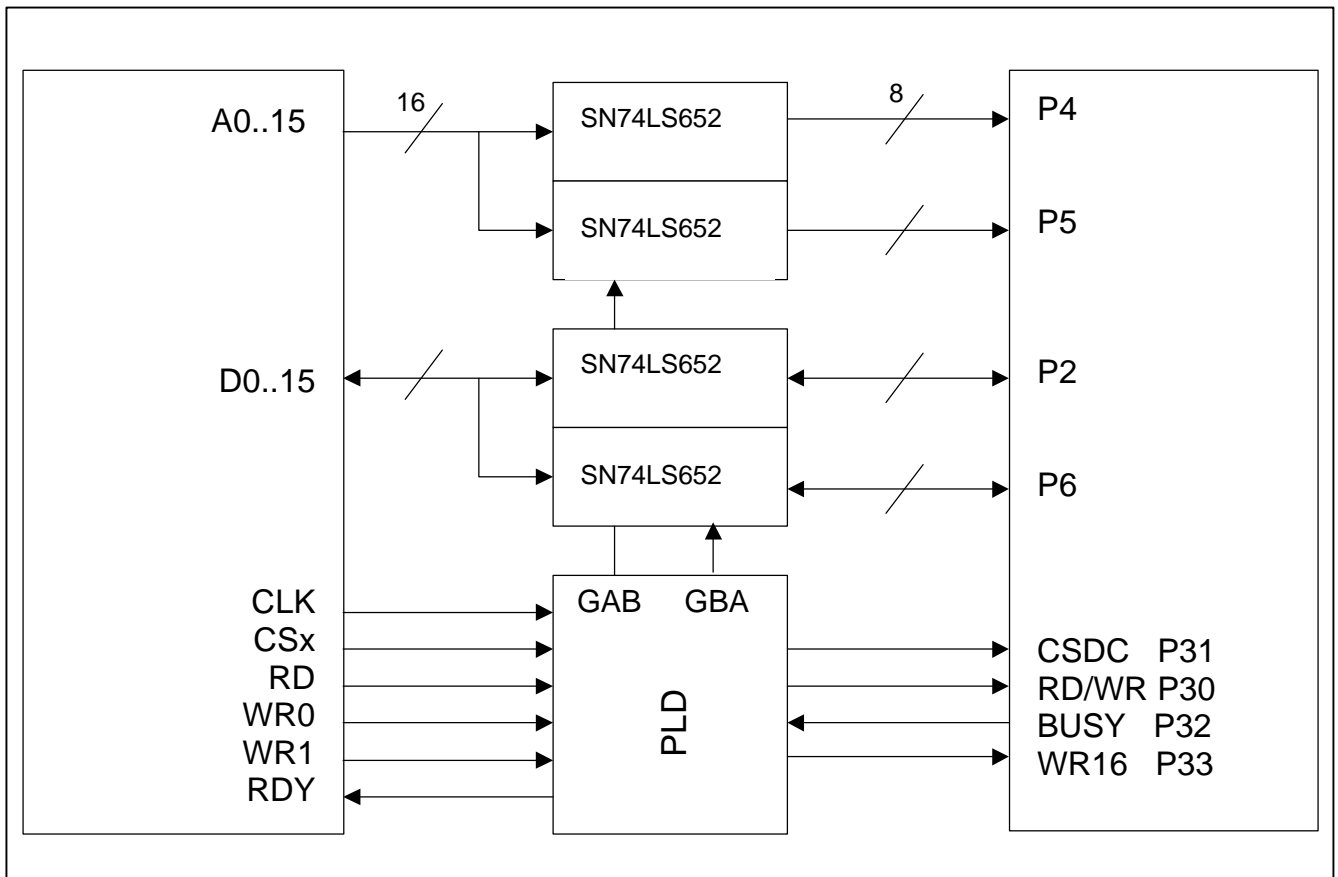 16
8
A0..15
SN74LS652
P4
SN74LS652
P5
D0..15
SN74LS652
P2
SN74LS652
P6
CLK
GAB GBA
CSx
CSDC P31
RD
RD/WR P30
WR0
PLD
BUSY P32
WR1
WR16 P33
RDY